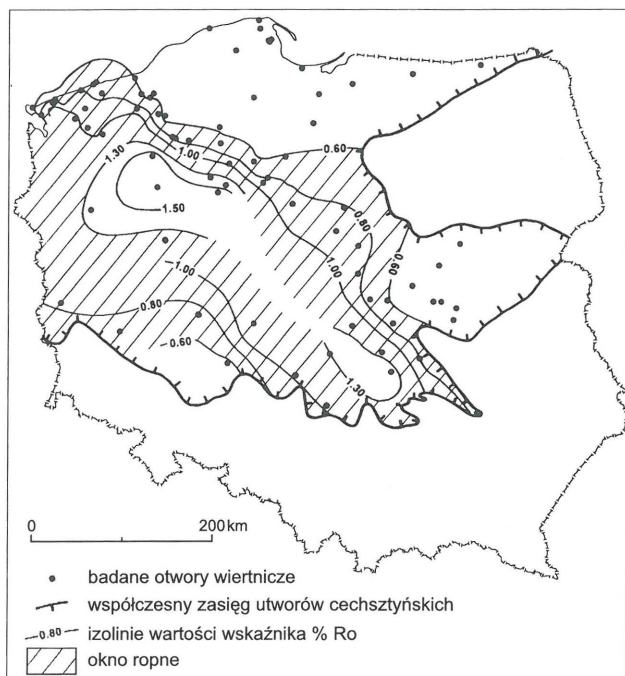 0.60
1.00
1.30
1.50
0.80
0.60
1.00
1.00
0.80
0.60
1.30
0 200 km
badane otwory wiertnicze
współczesny zasięg utworów cechsztyńskich
0.80 izolinie wartości wskaźnika % Ro
okno ropne